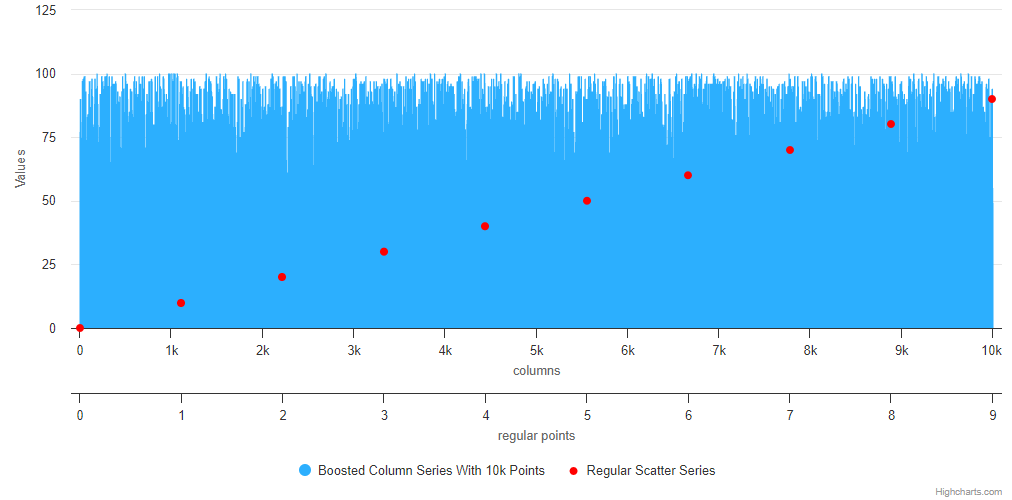 125
100
75
50
25
0
Values
0 1k 2k 3k 4k 5k 6k 7k 8k 9k 10k
columns
0 1 2 3 4 5 6 7 8 9
regular points
Boosted Column Series With 10k Points Regular Scatter Series
Highcharts.com